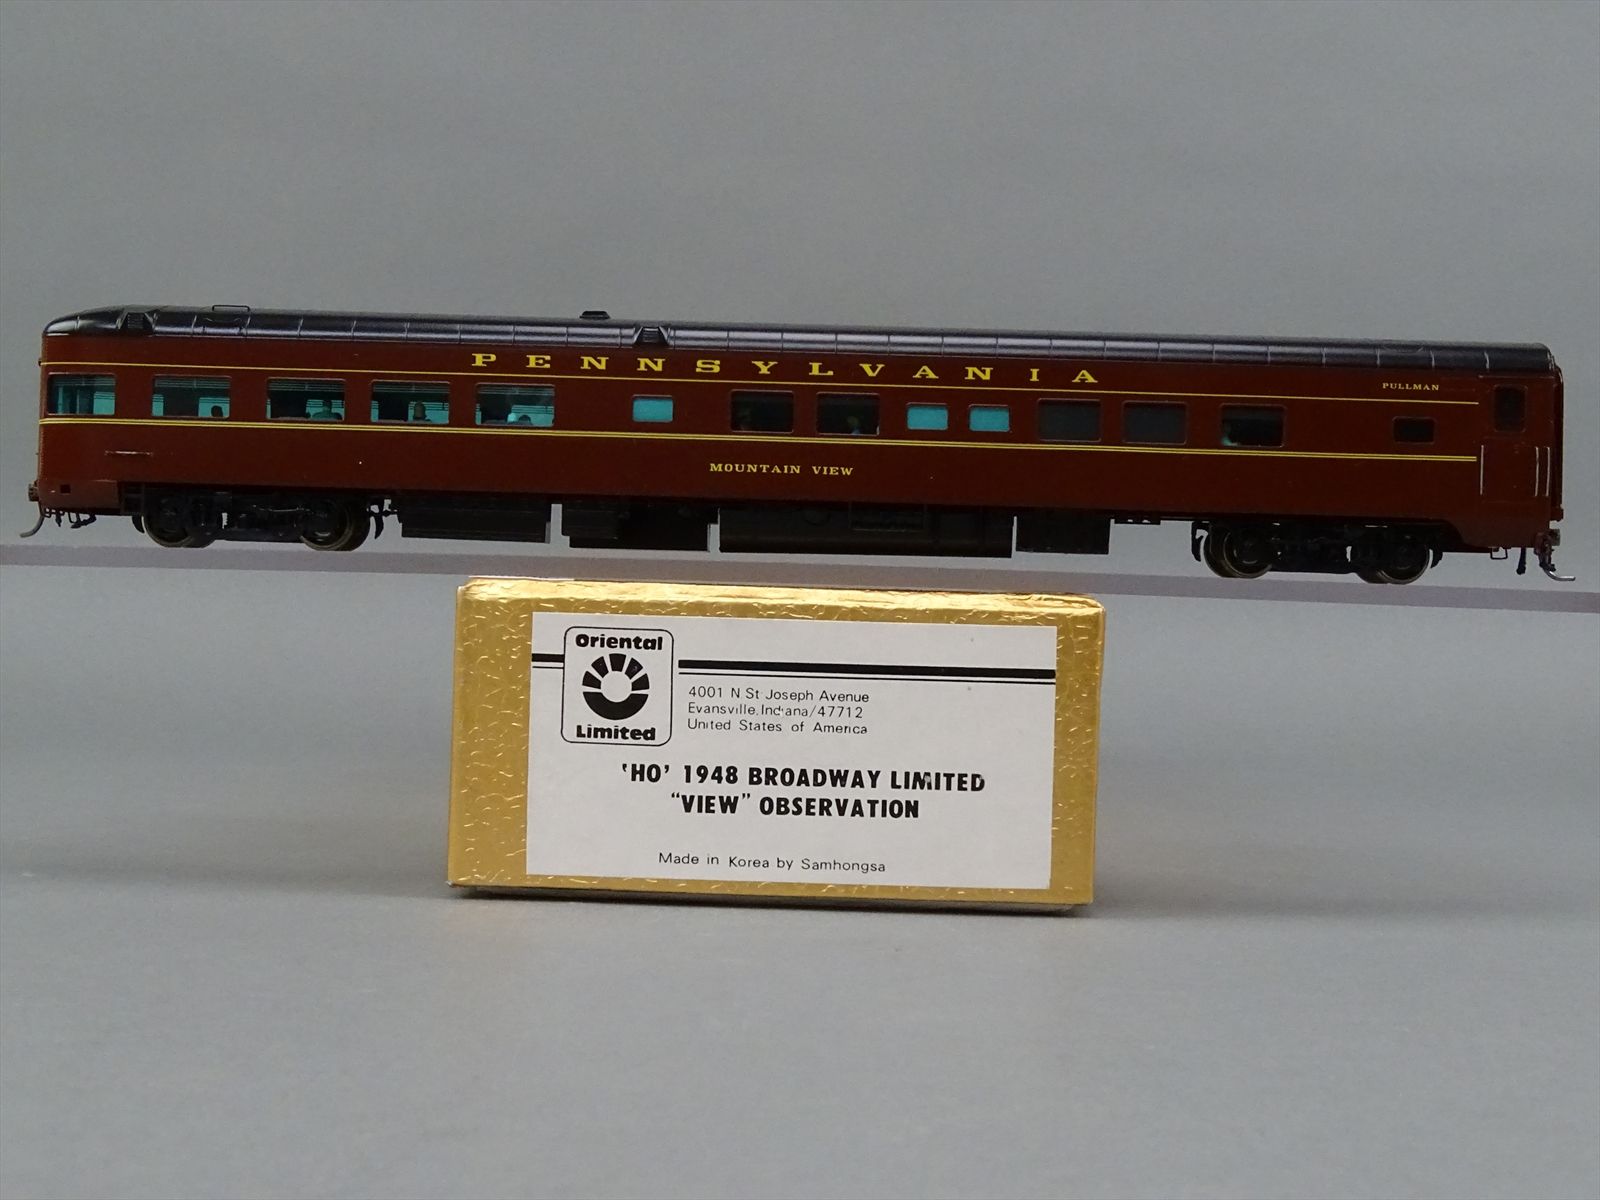 PENNSYLVANIA
PULLMAN
MOUNTAIN VIEW
Oriental
Limited
4001 N St Joseph Avenue
Evansville, Indiana/47712
United States of America
'HO' 1948 BROADWAY LIMITED
"VIEW" OBSERVATION
Made in Korea by Samhongsa